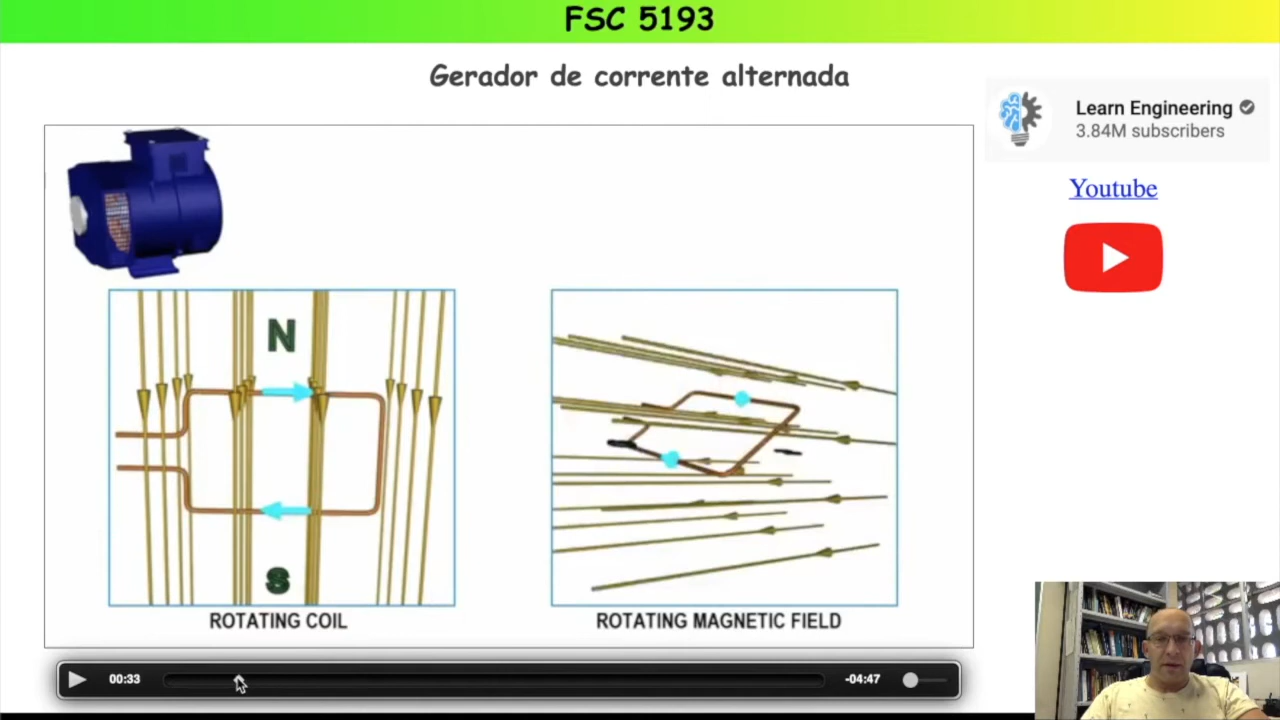 FSC 5193
Gerador de corrente alternada
Learn Engineering
3.84M subscribers
Youtube
N
S
ROTATING COIL
ROTATING MAGNETIC FIELD
00:33
-04:47